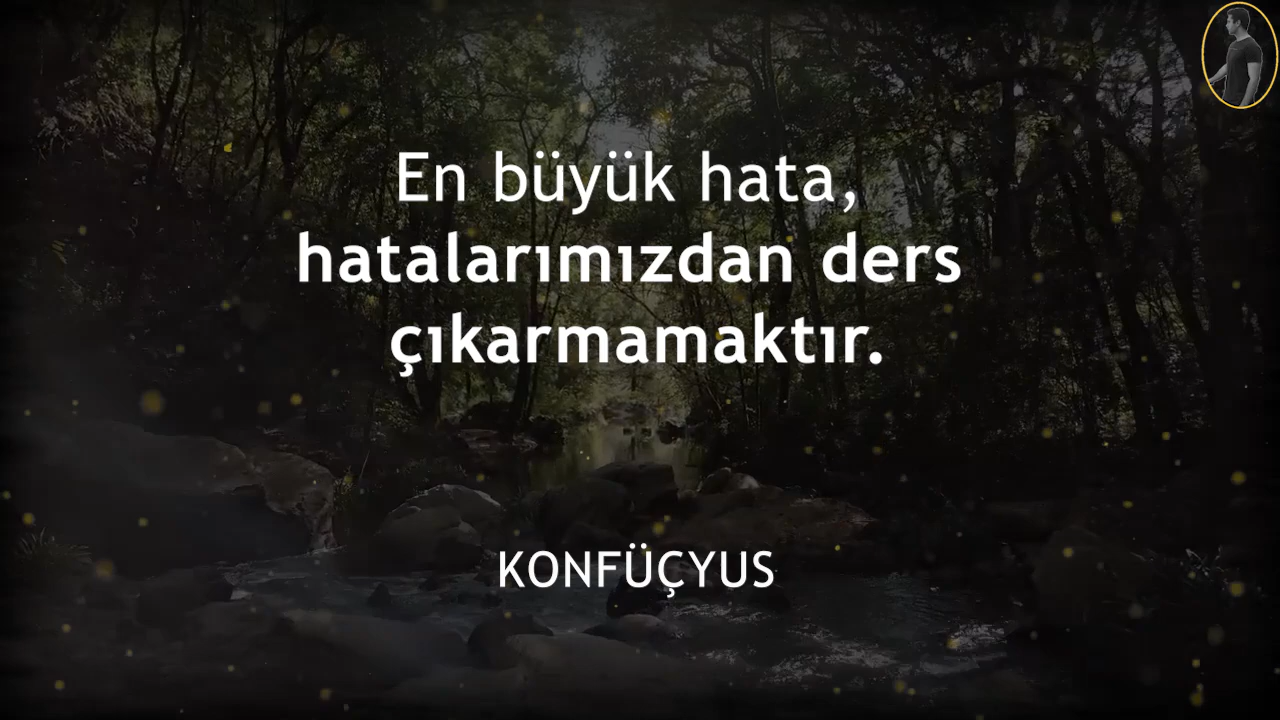 En büyük hata,
hatalarımızdan ders
çıkarmamaktır.
KONFÜÇYUS